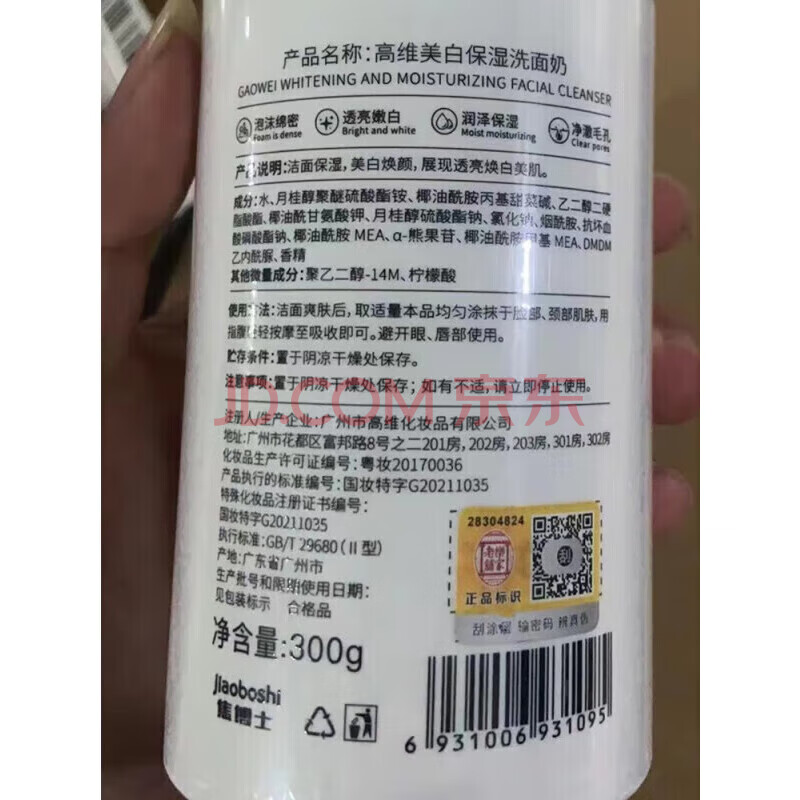 产品名称:高维美白保湿洗面奶
GAOWEI WHITENING AND MOISTURIZING FACIAL CLEANSER
泡沫绵密
Foam is dense
透亮嫩白
Bright and white
润泽保湿
Moist moisturizing
净澈毛孔
Clear pores
产品说明:洁面保湿,美白焕颜,展现透亮焕白美肌。
成分:水、月桂醇聚醚硫酸酯铵、椰油酰胺丙基甜菜碱、乙二醇二硬
脂酸酯、椰油酰甘氨酸钾、月桂醇硫酸酯钠、氯化钠、烟酰胺、抗坏血
酸磷酸酯钠、椰油酰胺 MEA、α-熊果苷、椰油酰胺甲基 MEA、DMDM
乙内酰脲、香精
其他微量成分:聚乙二醇-14M、柠檬酸
使用方法:洁面爽肤后,取适量本品均匀涂抹于脸部、颈部肌肤,用
指腹轻轻按摩至吸收即可。避开眼、唇部使用。
贮存条件:置于阴凉干燥处保存。
注意事项:置于阴凉干燥处保存;如有不适,请立即停止使用。
JD.COM 京东
注册人/生产企业:广州市高维化妆品有限公司
地址:广州市花都区富邦路8号之二201房,202房,203房,301房,302房
化妆品生产许可证编号:粤妆20170036
产品执行的标准编号:国妆特字G20211035
特殊化妆品注册证书编号:
国妆特字G20211035
执行标准:GB/T 29680(II型)
产地:广东省广州市
生产批号和限期使用日期:
见包装标示 合格品
28304824
正品标识
刮
刮涂层 输密码 辨真伪
净含量:300g
Jiaoboshi
焦博士
6 931006 931095